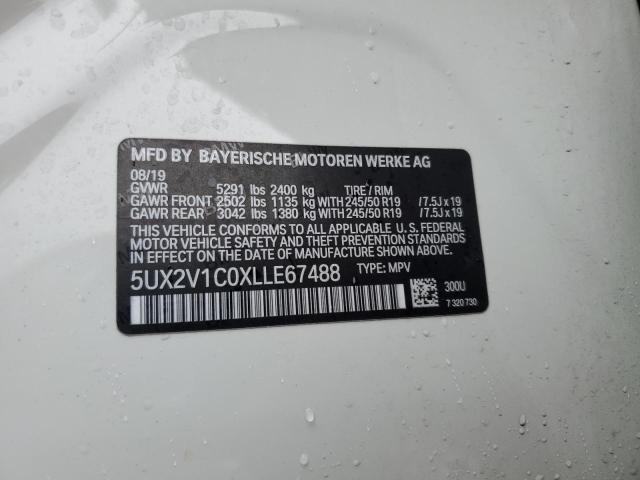 MFD BY BAYERISCHE MOTOREN WERKE AG
08/19
GVWR 5291 lbs 2400 kg TIRE/RIM
GAWR FRONT 2502 lbs 1135 kg WITH 245/50 R19 /7.5J x 19
GAWR REAR 3042 lbs 1380 kg WITH 245/50 R19 /7.5J x 19
THIS VEHICLE CONFORMS TO ALL APPLICABLE U. S. FEDERAL
MOTOR VEHICLE SAFETY AND THEFT PREVENTION STANDARDS
IN EFFECT ON THE DATE OF MANUFACTURE SHOWN ABOVE.
5UX2V1C0XLLE67488 TYPE: MPV
300U
7 320 730